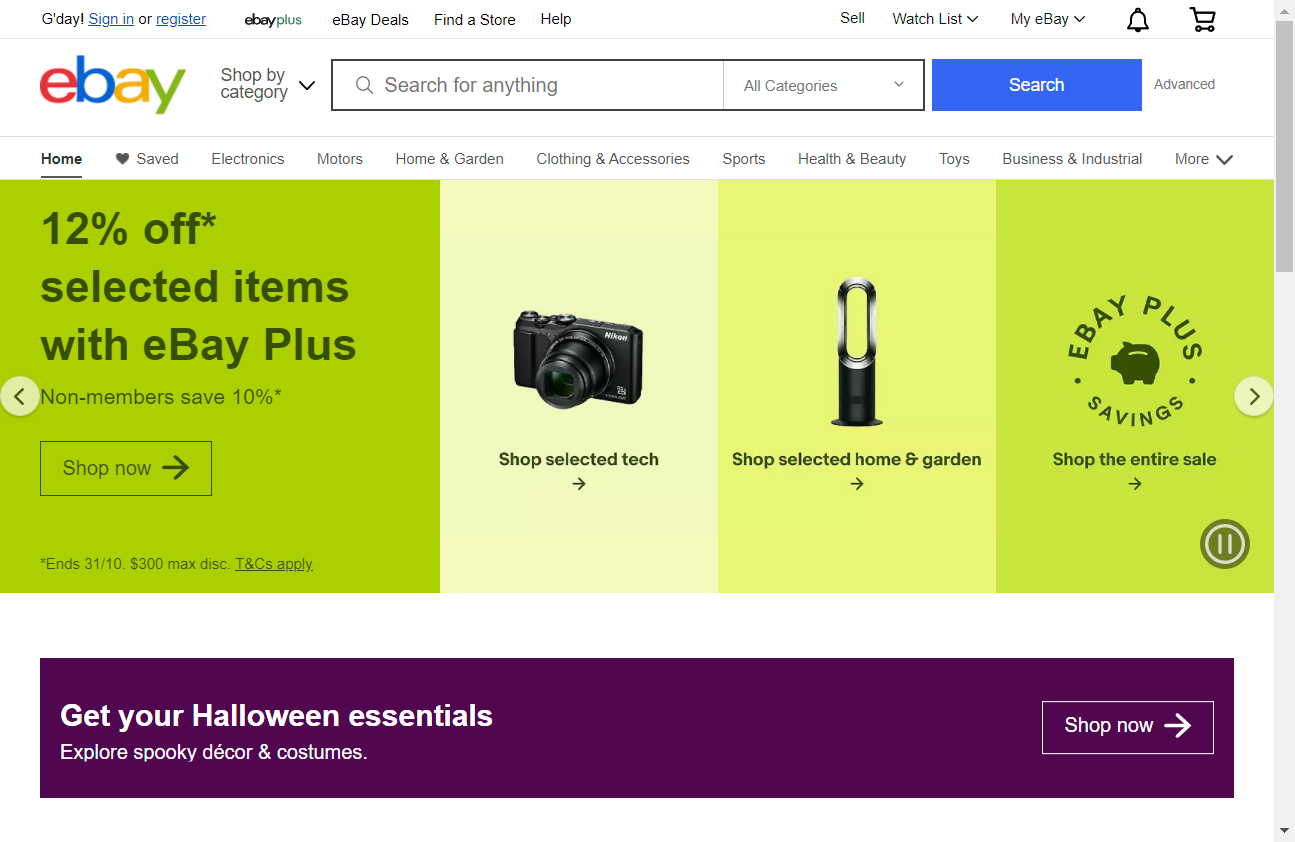 G'day! Sign in or register
ebayplus
eBay Deals
Find a Store
Help
Sell
Watch List
My eBay
ebay
Shop by
category
Search for anything
All Categories
Search
Advanced
Home
Saved
Electronics
Motors
Home & Garden
Clothing & Accessories
Sports
Health & Beauty
Toys
Business & Industrial
More
12% off*
selected items
with eBay Plus
Non-members save 10%*
Shop now
*Ends 31/10. $300 max disc. T&Cs apply
Nikon
Shop selected tech
Shop selected home & garden
EBAY PLUS
SAVINGS
Shop the entire sale
Get your Halloween essentials
Explore spooky décor & costumes.
Shop now